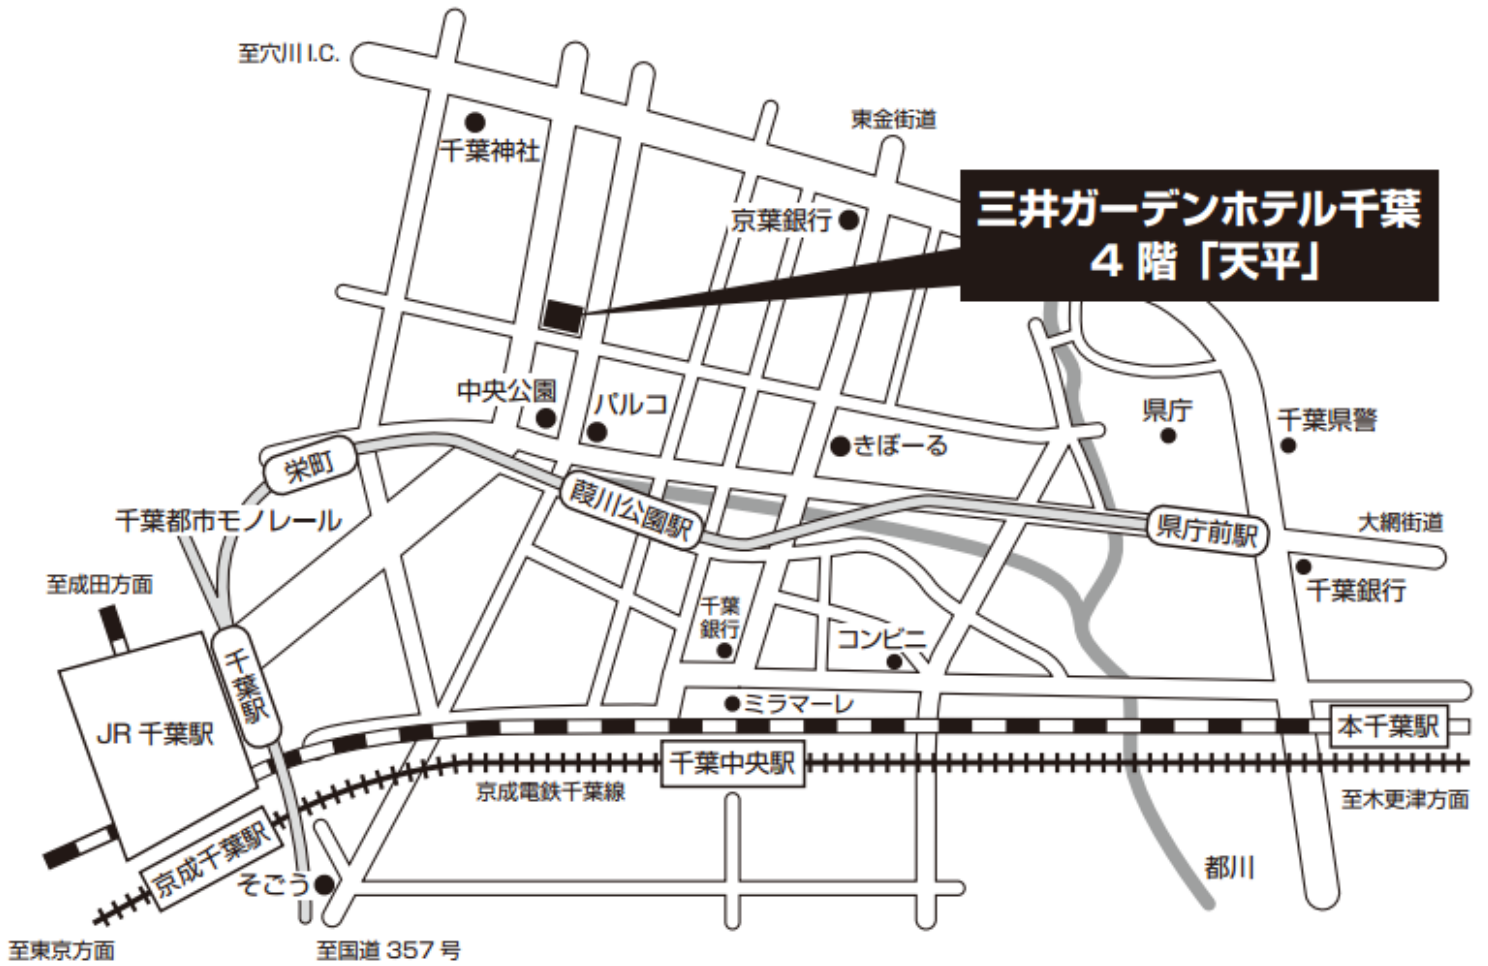 至穴川 I.C.
東金街道
千葉神社
三井ガーデンホテル千葉
4 階「天平」
京葉銀行
中央公園
パルコ
県庁
千葉県警
きぼーる
栄町
葭川公園駅
千葉都市モノレール
県庁前駅
大網街道
至成田方面
千葉銀行
千葉
銀行
コンビニ
千葉駅
JR 千葉駅
ミラマーレ
本千葉駅
千葉中央駅
京成電鉄千葉線
至木更津方面
京成千葉駅
そごう
都川
至東京方面
至国道 357 号